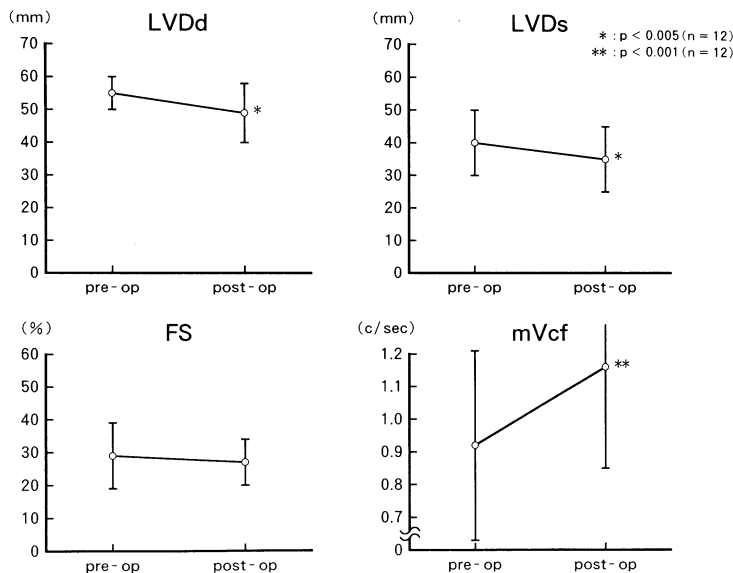 (mm)
LVDd
70
60
50
40
30
20
10
0
pre-op
post-op
*
(mm)
LVDs
* : p < 0.005 (n = 12)
** : p < 0.001 (n = 12)
70
60
50
40
30
20
10
0
pre-op
post-op
*
(%)
FS
60
50
40
30
20
10
0
pre-op
post-op
(c/sec)
mVcf
1.2
1.1
1.0
0.9
0.8
0.7
0
pre-op
post-op
**